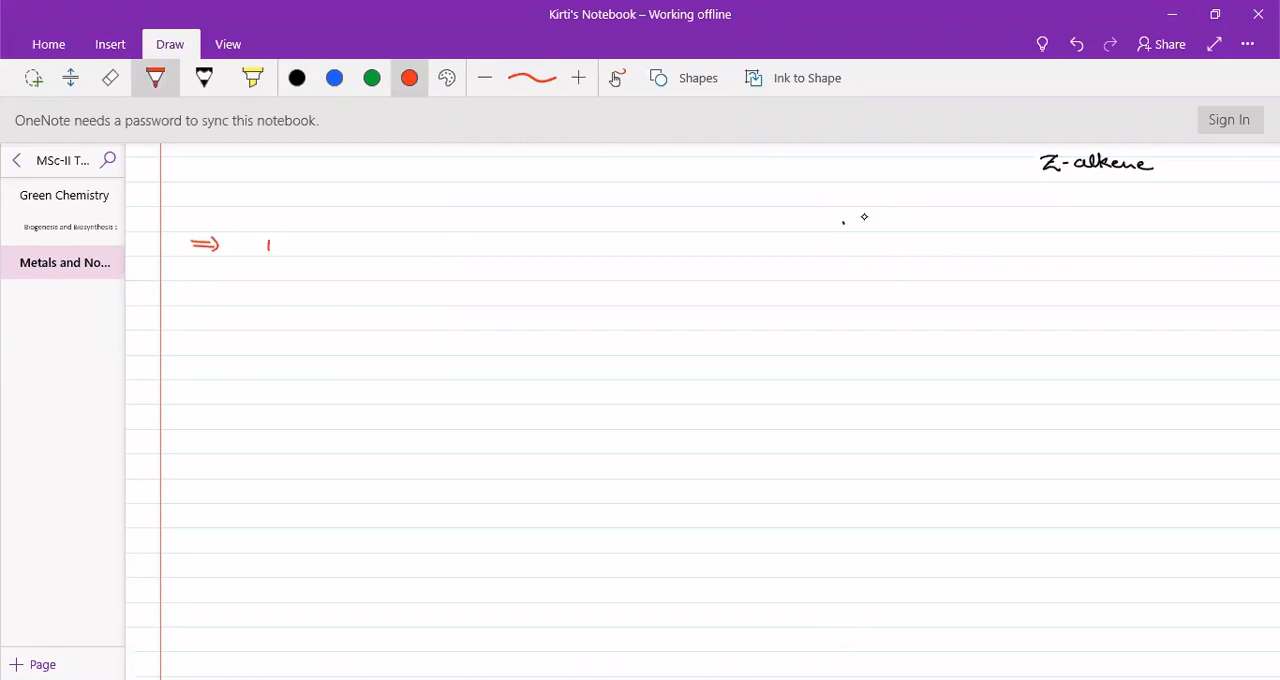 Kirti's Notebook – Working offline
Home Insert Draw View Share
Shapes Ink to Shape
OneNote needs a password to sync this notebook. Sign In
MSc-II T...
Green Chemistry
Biogenesis and Biosynthesis :
Metals and No...
Z-alkene
⇒ I
+ Page